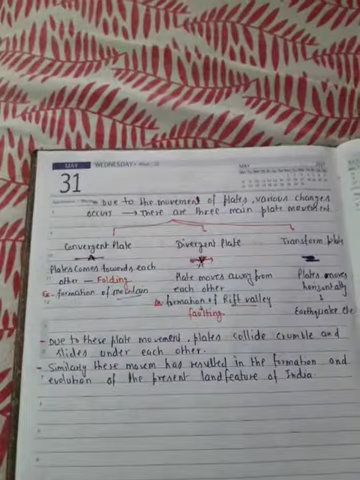 MAY WEDNESDAY
31
MAY
Due to the movement of plates, various changes
occurs → There are three main plate movement
Convergent Plate Divergent Plate Transform plate
Plates comes towards each
other — Folding
Ex- formation of
Plate moves away from
each other
Ex formation of Rift valley
+ faulting
Plates moves
horizontally
↓
Earthquake
- Due to these plate movement, plates collide crumble and
slides under each other.
- Similarly these movem has resulted in the formation and
evolution of the present landfeature of India